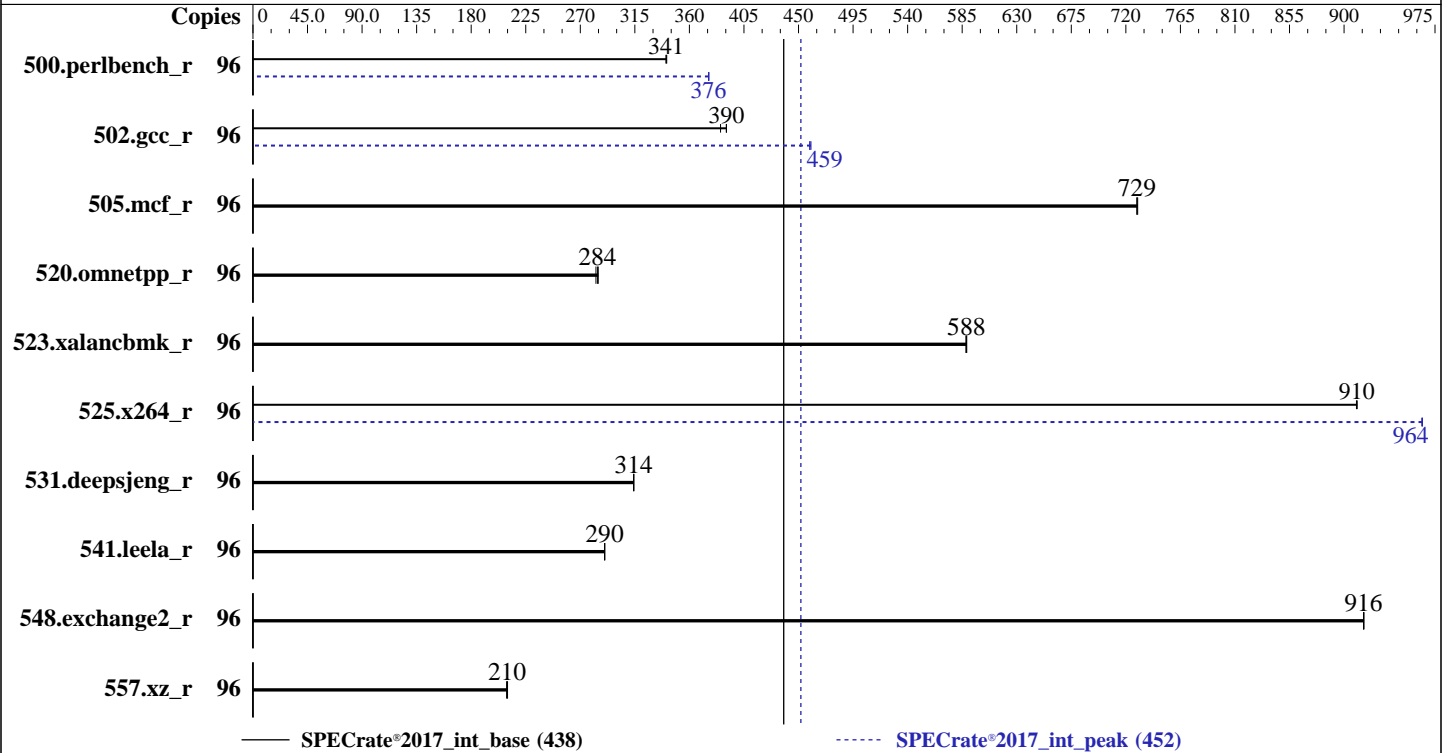 Copies 0 45.0 90.0 135 180 225 270 315 360 405 450 495 540 585 630 675 720 765 810 855 900 975
341
500.perlbench_r 96
376
390
502.gcc_r 96
459
729
505.mcf_r 96
284
520.omnetpp_r 96
588
523.xalancbmk_r 96
910
525.x264_r 96
964
314
531.deepsjeng_r 96
290
541.leela_r 96
916
548.exchange2_r 96
210
557.xz_r 96
SPECrate®2017_int_base (438) SPECrate®2017_int_peak (452)